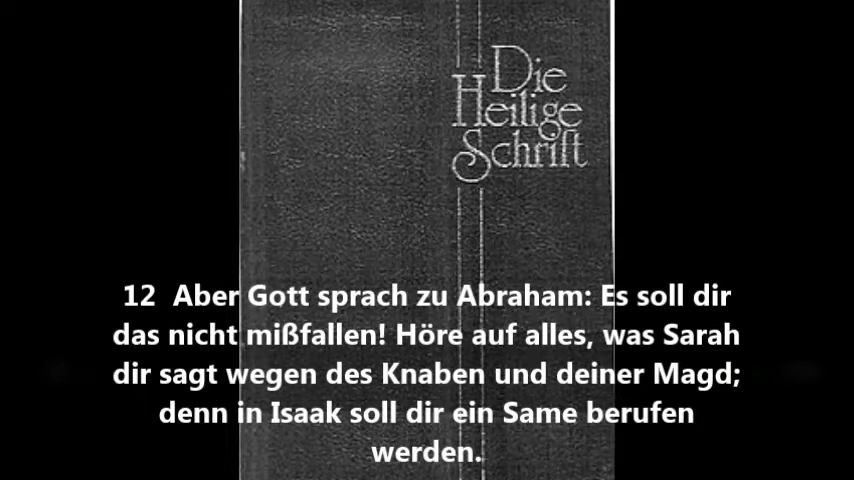 Die
Heilige
Schrift
12 Aber Gott sprach zu Abraham: Es soll dir
das nicht mißfallen! Höre auf alles, was Sarah
dir sagt wegen des Knaben und deiner Magd;
denn in Isaak soll dir ein Same berufen
werden.